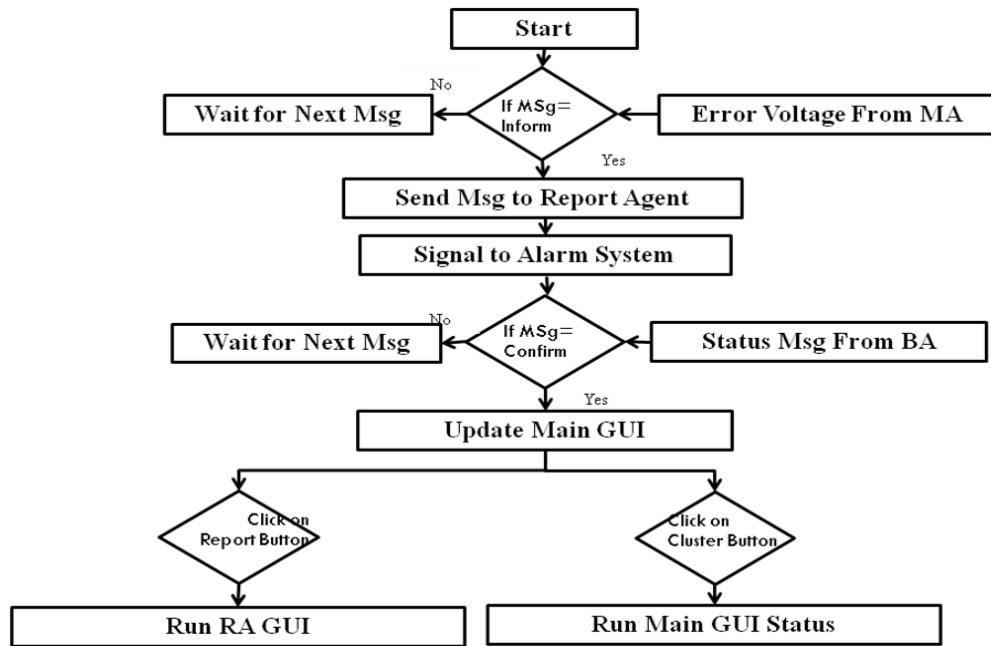 Start
No
If MSg=
Inform
Wait for Next Msg
Error Voltage From MA
Yes
Send Msg to Report Agent
Signal to Alarm System
No
If MSg=
Confirm
Wait for Next Msg
Status Msg From BA
Yes
Update Main GUI
Click on
Report Button
Click on
Cluster Button
Run RA GUI
Run Main GUI Status